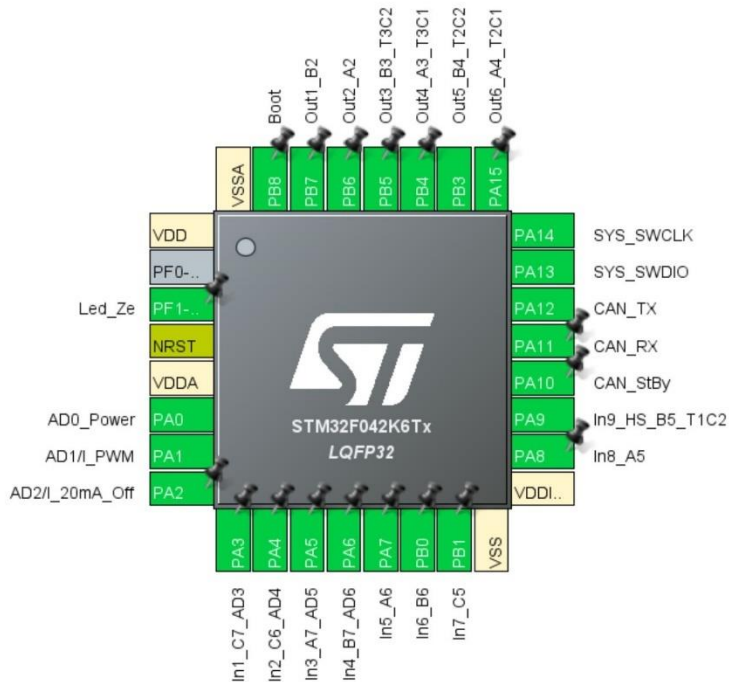 Boot
Out1_B2
Out2_A2
Out3_B3_T3C2
Out4_A3_T3C1
Out5_B4_T2C2
Out6_A4_T2C1
VSSA
PB8
PB7
PB6
PB5
PB4
PB3
PA15
VDD
PF0-..
Led_Ze PF1-..
NRST
VDDA
AD0_Power PA0
AD1/I_PWM PA1
AD2/I_20mA_Off PA2
PA14 SYS_SWCLK
PA13 SYS_SWDIO
PA12 CAN_TX
PA11 CAN_RX
PA10 CAN_StBy
PA9 In9_HS_B5_T1C2
PA8 In8_A5
VDDI..
ST
STM32F042K6Tx
LQFP32
PA3
PA4
PA5
PA6
PA7
PB0
PB1
VSS
In1_C7_AD3
In2_C6_AD4
In3_A7_AD5
In4_B7_AD6
In5_A6
In6_B6
In7_C5